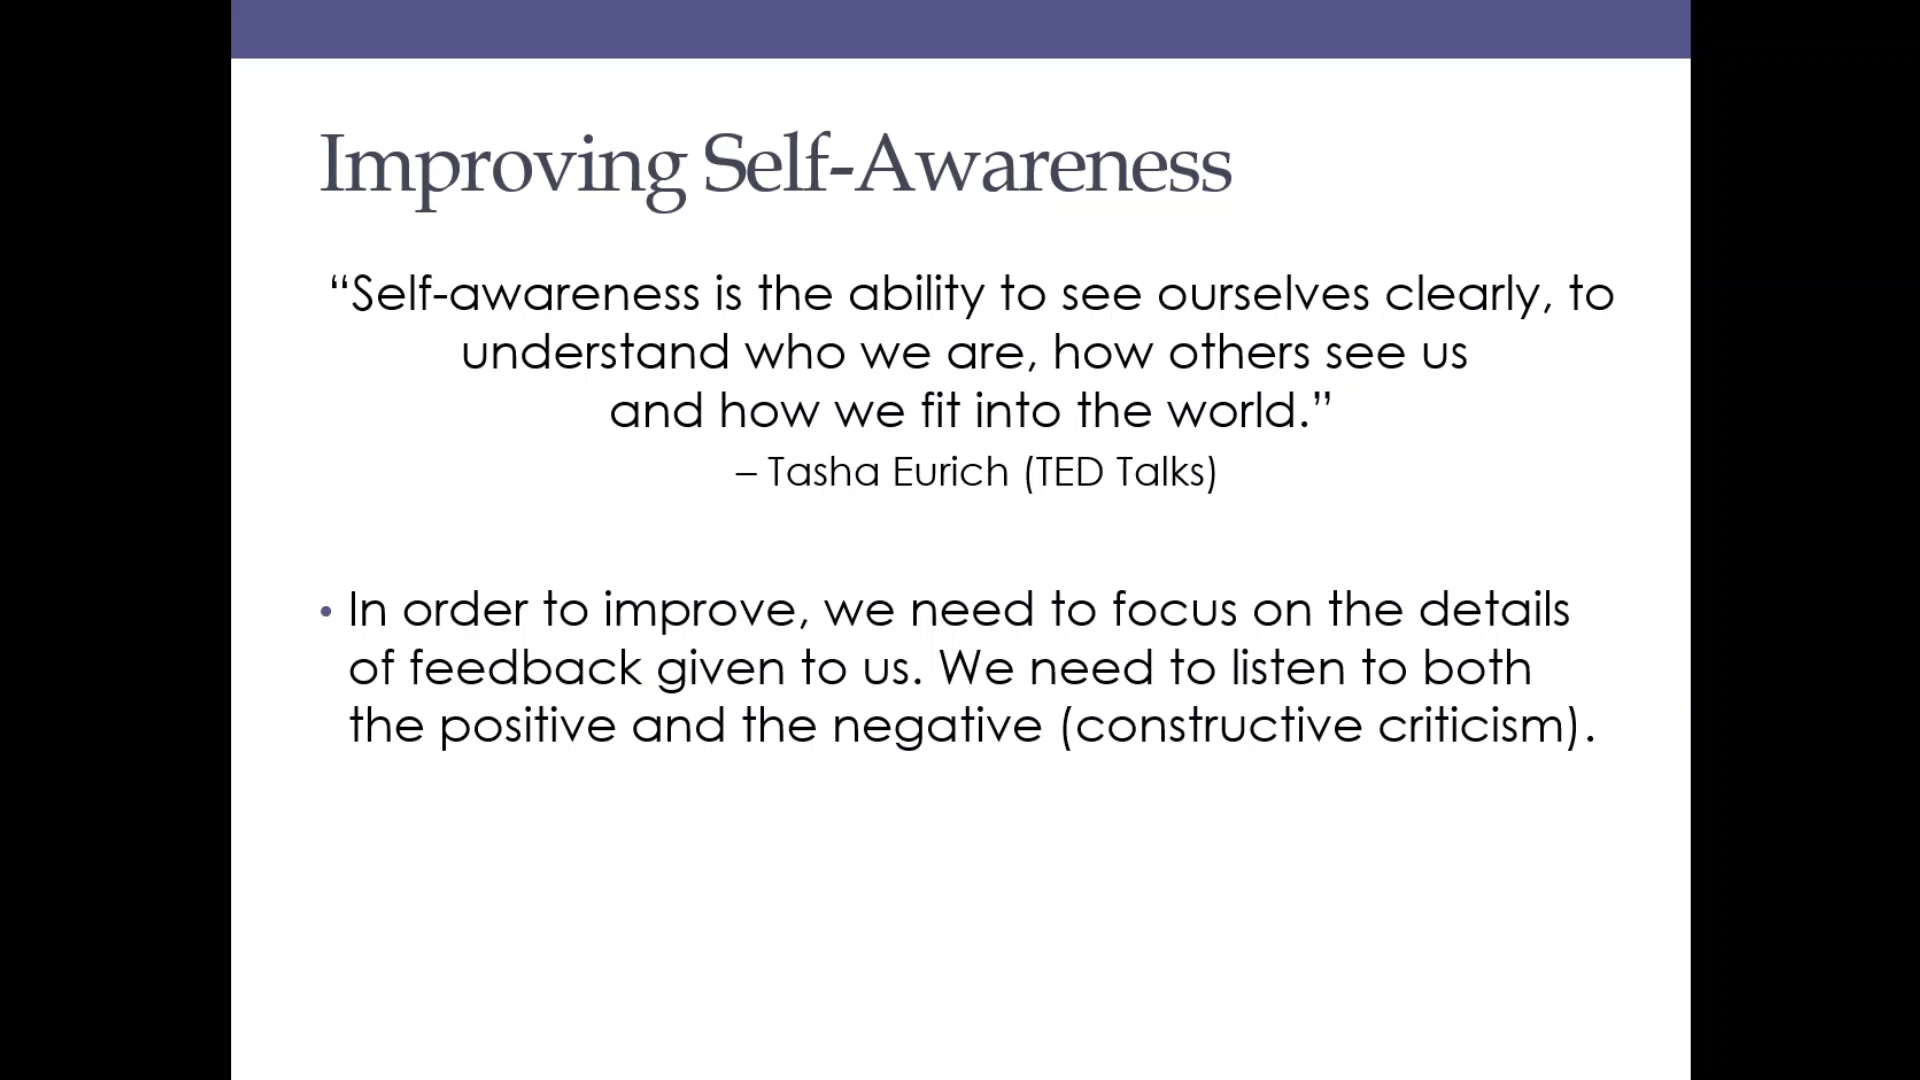 Improving Self-Awareness
“Self-awareness is the ability to see ourselves clearly, to
understand who we are, how others see us
and how we fit into the world.”
– Tasha Eurich (TED Talks)
• In order to improve, we need to focus on the details
of feedback given to us. We need to listen to both
the positive and the negative (constructive criticism).